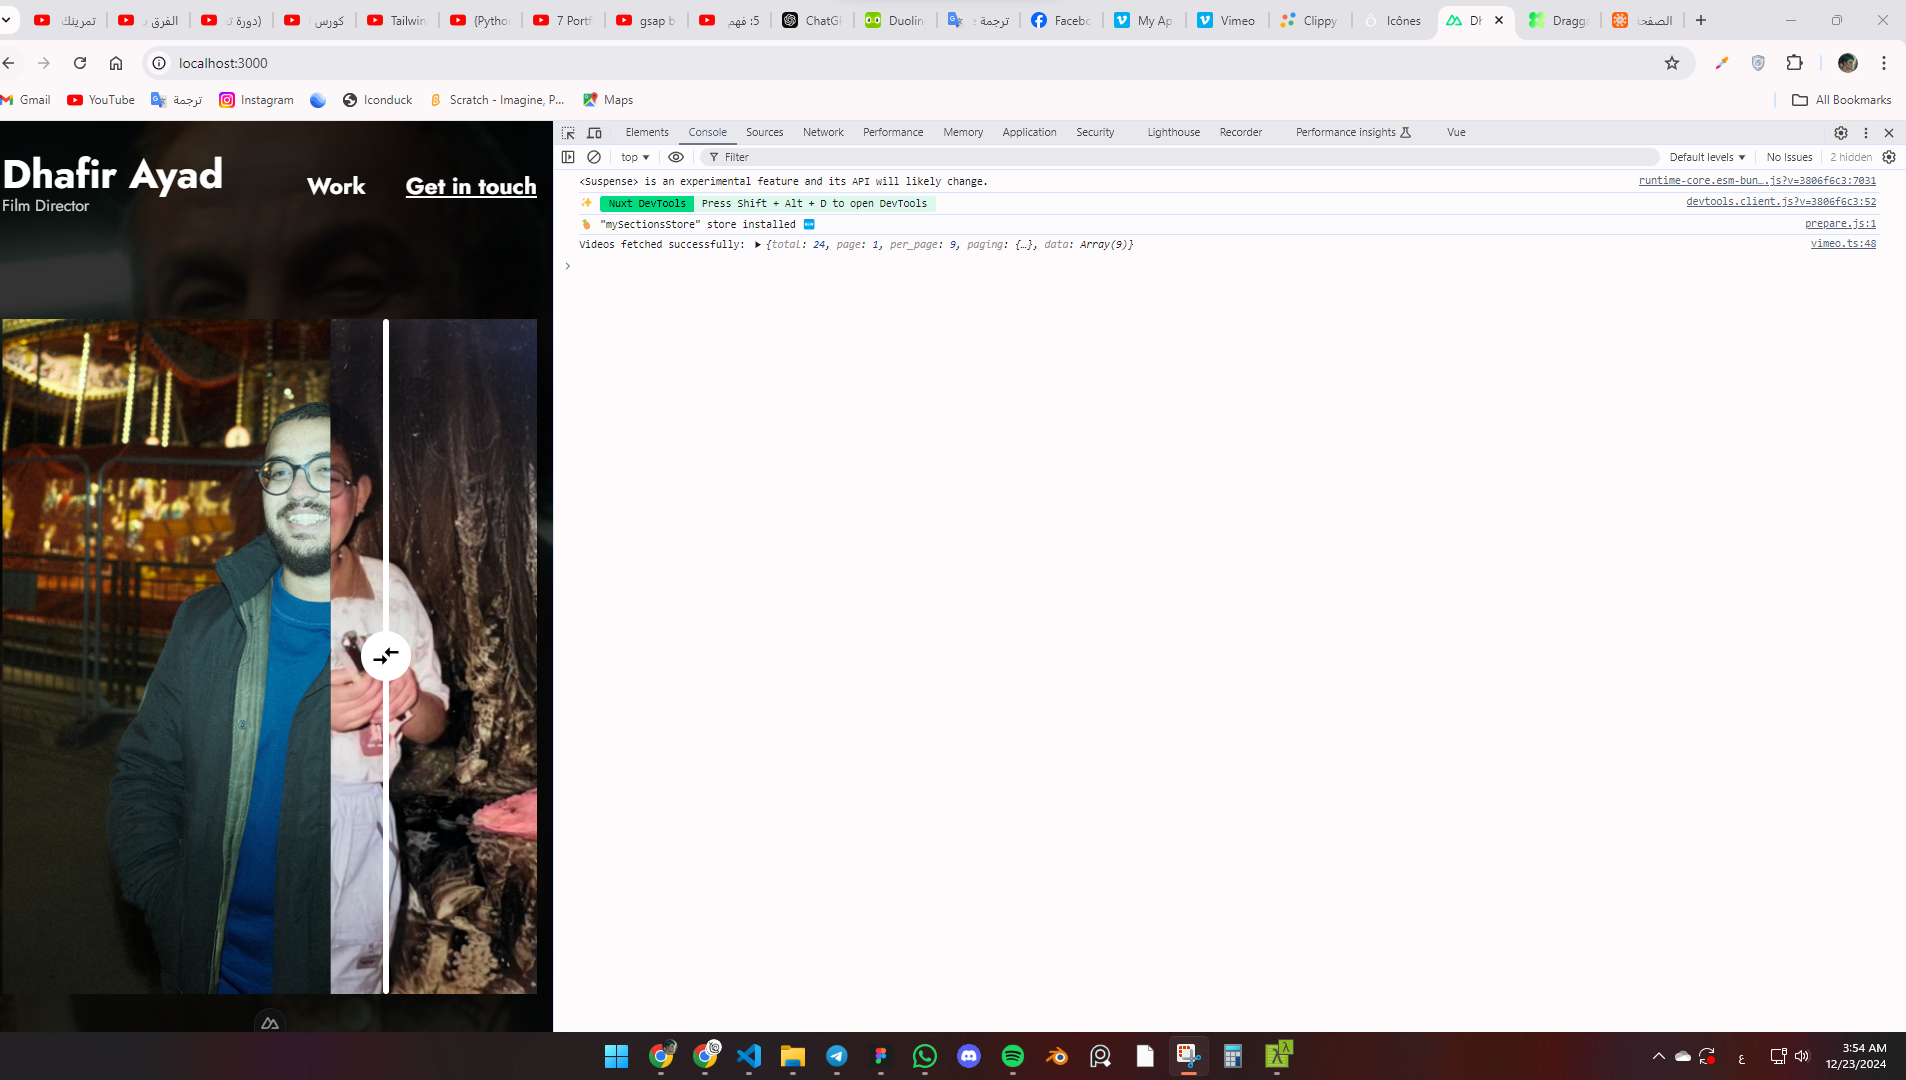 تمرينك
الفرق بـ
(دورة تع
كورس
Tailwin
{Pytho
7 Portf
gsap b
5: فهم
ChatGI
Duolin
ترجمة
Facebo
My Ap
Vimeo
Clippy
Icônes
Dh
Dragga
الصفحة
localhost:3000
Gmail
YouTube
ترجمة
Instagram
Iconduck
Scratch - Imagine, P...
Maps
All Bookmarks
Dhafir Ayad
Film Director
Work
Get in touch
Elements
Console
Sources
Network
Performance
Memory
Application
Security
Lighthouse
Recorder
Performance insights
Vue
top
Filter
Default levels
No Issues
2 hidden
<Suspense> is an experimental feature and its API will likely change.
runtime-core.esm-bun….js?v=3806f6c3:7031
Nuxt DevTools Press Shift + Alt + D to open DevTools
devtools.client.js?v=3806f6c3:52
"mySectionsStore" store installed
prepare.js:1
Videos fetched successfully: {total: 24, page: 1, per_page: 9, paging: {…}, data: Array(9)}
vimeo.ts:48
ع
3:54 AM
12/23/2024